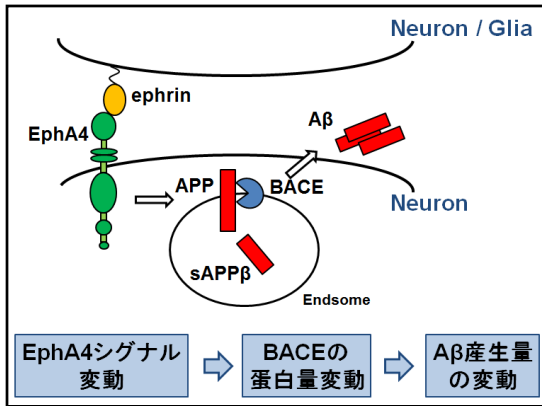 Neuron / Glia
ephrin
EphA4
Aβ
APP
BACE
Neuron
sAPPβ
Endsome
EphA4シグナル
変動
BACEの
蛋白量変動
Aβ産生量
の変動